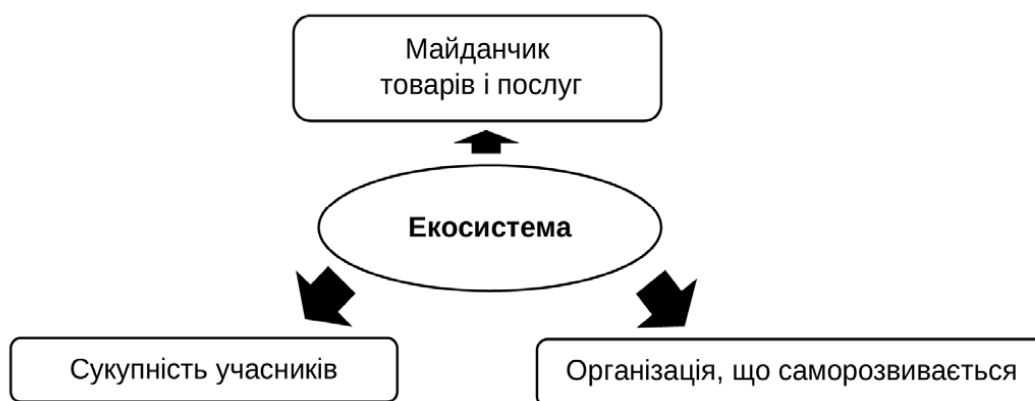 Майданчик
товарів і послуг
Екосистема
Сукупність учасників
Організація, що саморозвивається